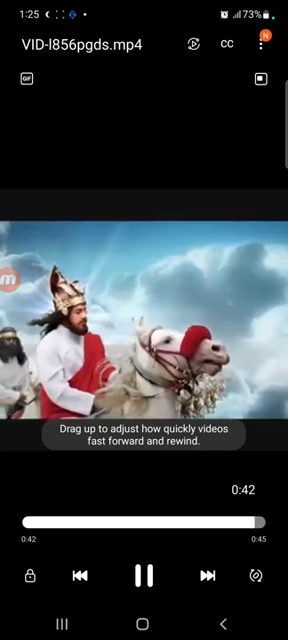 1:25
73%
VID-l856pgds.mp4
CC
N
GIF
Drag up to adjust how quickly videos
fast forward and rewind.
0:42
0:42
0:45